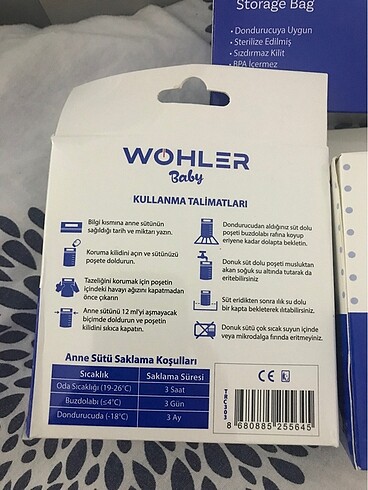 Storage Bag
• Dondurucuya Uygun
• Sterilize Edilmiş
• Sızdırmaz Kilit
• BPA İçermez
WOHLER
Baby
KULLANMA TALİMATLARI
Bilgi kısmına anne sütünün
sağıldığı tarih ve miktarı yazın.
Koruma kilidini açın ve sütünüzü
poşete doldurun.
Tazeliğini korumak için poşetin
içindeki havayı ağızını kapatmadan
önce çıkarın
Anne sütünü 12 ml'yi aşmayacak
biçimde doldurun ve poşetin
kilidini sıkıca kapatın.
Dondurucudan aldığınız süt dolu
poşeti buzdolabı rafına koyup
eriyene kadar dolapta bekletin.
Donuk süt dolu poşeti musluktan
akan soğuk su altında tutarak da
eritebilirsiniz
Süt eridikten sonra ılık su dolu
bir kapta bekleterek ılıtabilirsiniz.
Donuk sütü çok sıcak suyun içinde
veya mikrodalga fırında eritmeyiniz.
Anne Sütü Saklama Koşulları
Sıcaklık Saklama Süresi
Oda Sıcaklığı (19-26°C) 3 Saat
Buzdolabı (≤4°C) 3 Gün
Dondurucuda (-18°C) 3 Ay
CE
TRC303
8 680885 255645